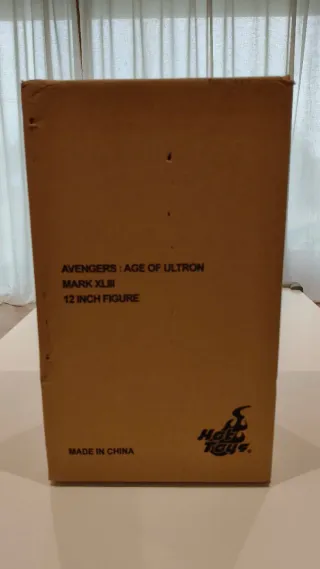 AVENGERS : AGE OF ULTRON
MARK XLIII
12 INCH FIGURE
MADE IN CHINA
Hot
Toys